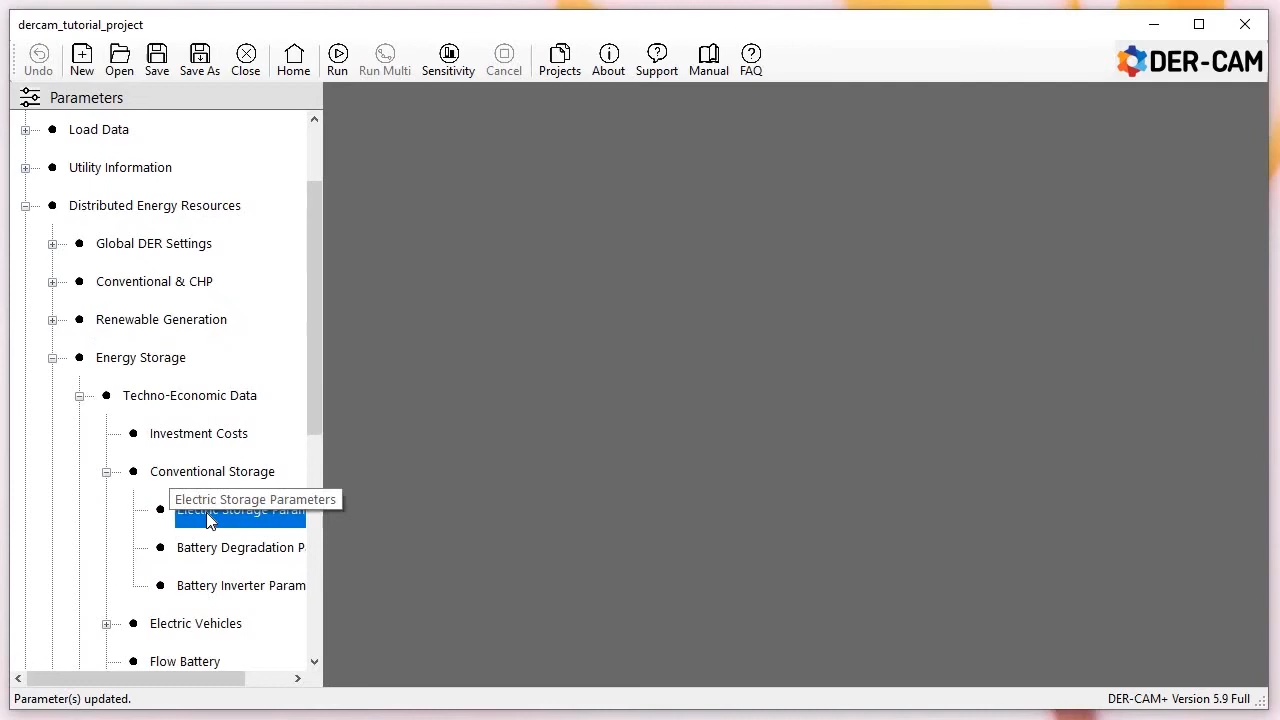 dercam_tutorial_project
Undo New Open Save Save As Close Home Run Run Multi Sensitivity Cancel Projects About Support Manual FAQ
DER-CAM
Parameters
Load Data
Utility Information
Distributed Energy Resources
Global DER Settings
Conventional & CHP
Renewable Generation
Energy Storage
Techno-Economic Data
Investment Costs
Conventional Storage
Electric Storage Parameters
Electric Storage Param
Battery Degradation P
Battery Inverter Param
Electric Vehicles
Flow Battery
Parameter(s) updated.
DER-CAM+ Version 5.9 Full